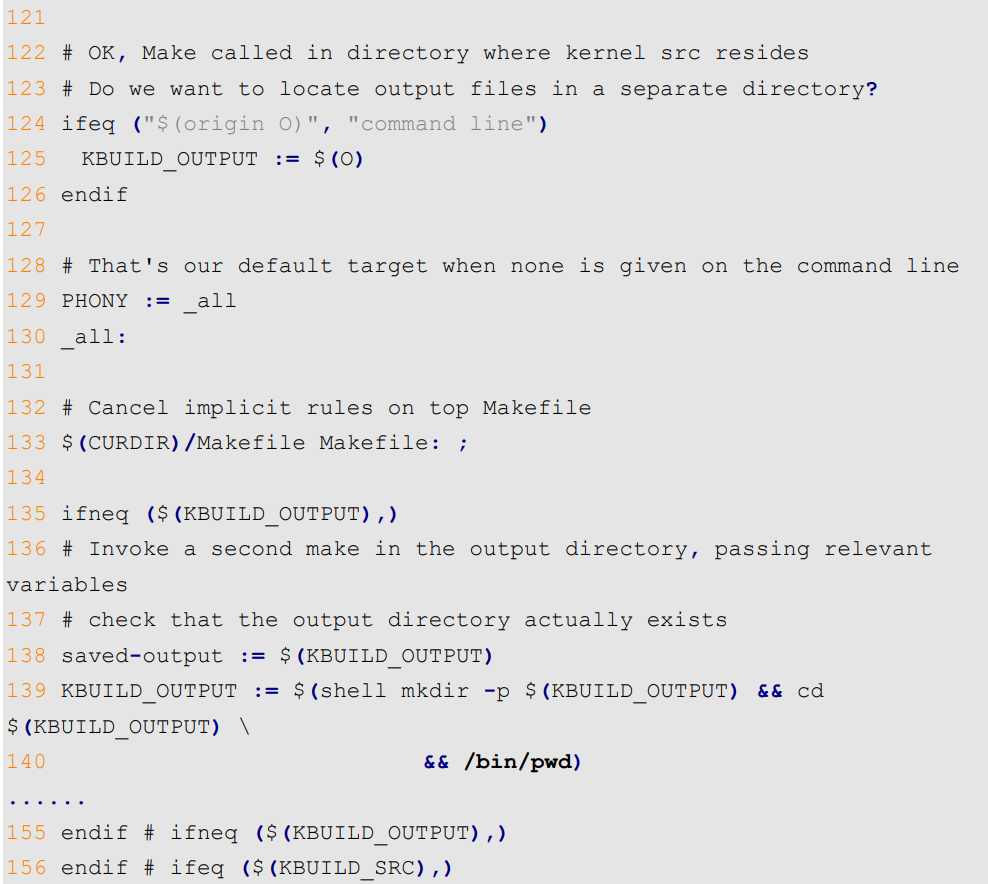 121
122 # OK, Make called in directory where kernel src resides
123 # Do we want to locate output files in a separate directory?
124 ifeq ("$(origin O)", "command line")
125   KBUILD_OUTPUT := $(O)
126 endif
127
128 # That's our default target when none is given on the command line
129 PHONY := _all
130 _all:
131
132 # Cancel implicit rules on top Makefile
133 $(CURDIR)/Makefile Makefile: ;
134
135 ifneq ($(KBUILD_OUTPUT),)
136 # Invoke a second make in the output directory, passing relevant
variables
137 # check that the output directory actually exists
138 saved-output := $(KBUILD_OUTPUT)
139 KBUILD_OUTPUT := $(shell mkdir -p $(KBUILD_OUTPUT) && cd
$(KBUILD_OUTPUT) \
140                               && /bin/pwd)
......
155 endif # ifneq ($(KBUILD_OUTPUT),)
156 endif # ifeq ($(KBUILD_SRC),)